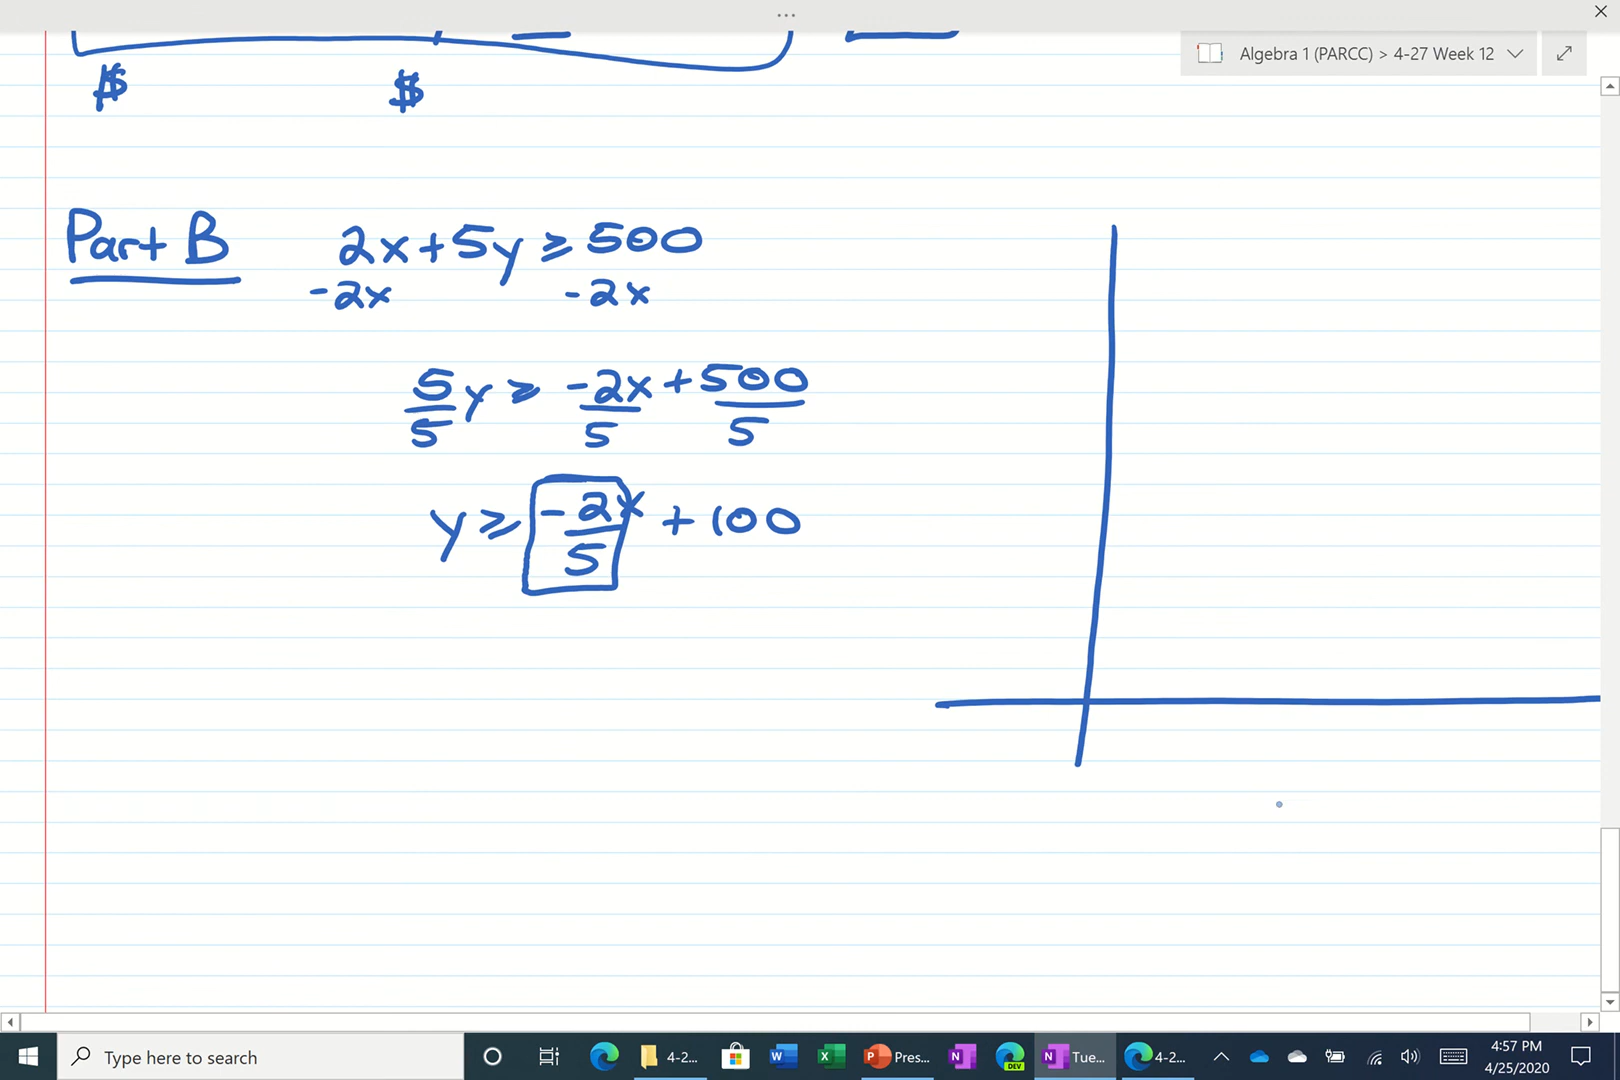 Algebra 1 (PARCC) > 4-27 Week 12
$ $
Part B 2x+5y ≥ 500
-2x -2x
5y ≥ -2x + 500
5 5 5
y ≥ -2x + 100
5
Type here to search
4-2...
Pres...
DEV
Tue...
4-2...
4:57 PM
4/25/2020